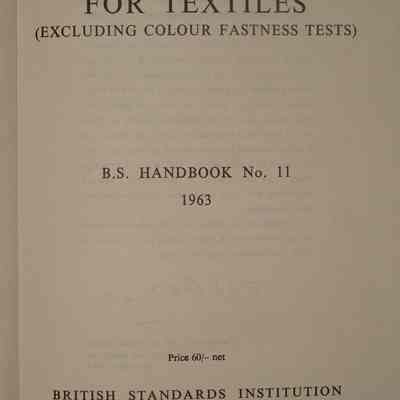 FOR TEXTILES
(EXCLUDING COLOUR FASTNESS TESTS)
B.S. HANDBOOK No. 11
1963
Price 60/– net
BRITISH STANDARDS INSTITUTION